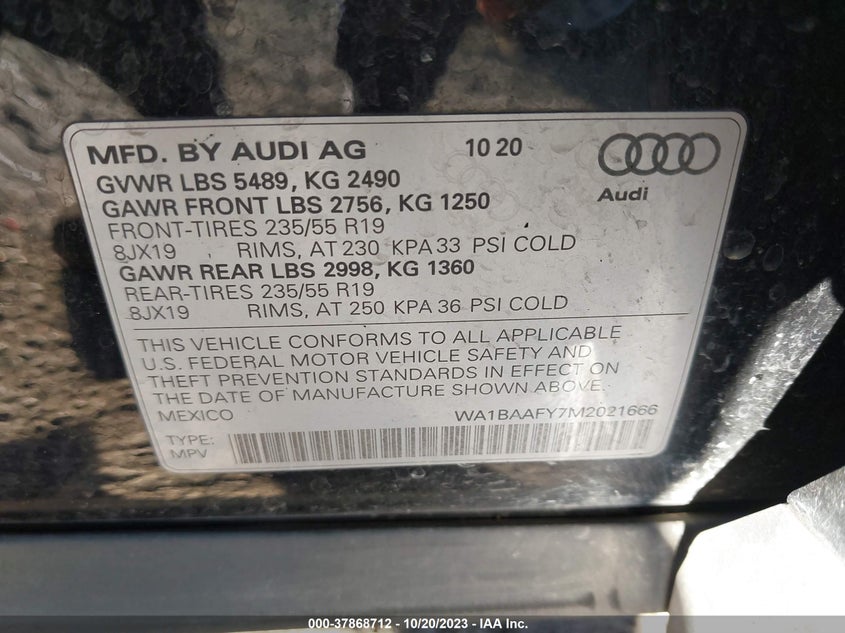 MFD. BY AUDI AG 10 20
GVWR LBS 5489, KG 2490
Audi
GAWR FRONT LBS 2756, KG 1250
FRONT-TIRES 235/55 R19
8JX19 RIMS, AT 230 KPA 33 PSI COLD
GAWR REAR LBS 2998, KG 1360
REAR-TIRES 235/55 R19
8JX19 RIMS, AT 250 KPA 36 PSI COLD
THIS VEHICLE CONFORMS TO ALL APPLICABLE
U.S. FEDERAL MOTOR VEHICLE SAFETY AND
THEFT PREVENTION STANDARDS IN EFFECT ON
THE DATE OF MANUFACTURE SHOWN ABOVE.
MEXICO WA1BAAFY7M2021666
TYPE:
MPV
000-37868712 - 10/20/2023 - IAA Inc.